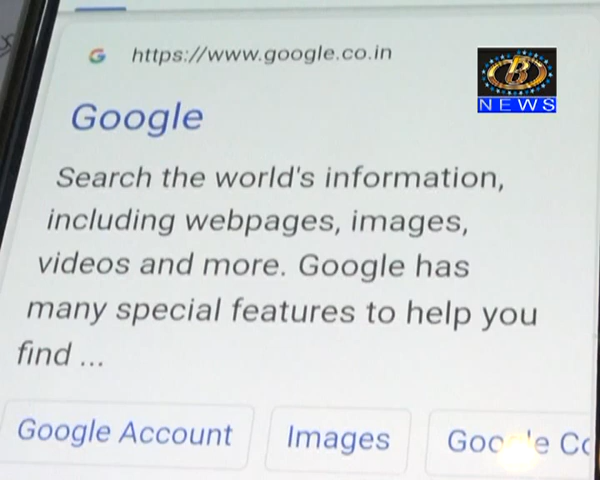 https://www.google.co.in
B
NEWS
Google
Search the world's information,
including webpages, images,
videos and more. Google has
many special features to help you
find ...
Google Account
Images